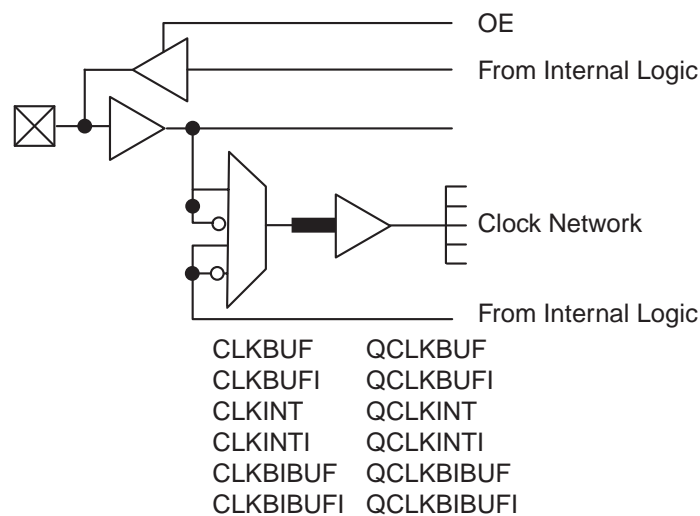 OE
From Internal Logic
Clock Network
From Internal Logic
CLKBUF QCLKBUF
CLKBUFI QCLKBUFI
CLKINT QCLKINT
CLKINTI QCLKINTI
CLKBIBUF QCLKBIBUF
CLKBIBUFI QCLKBIBUFI